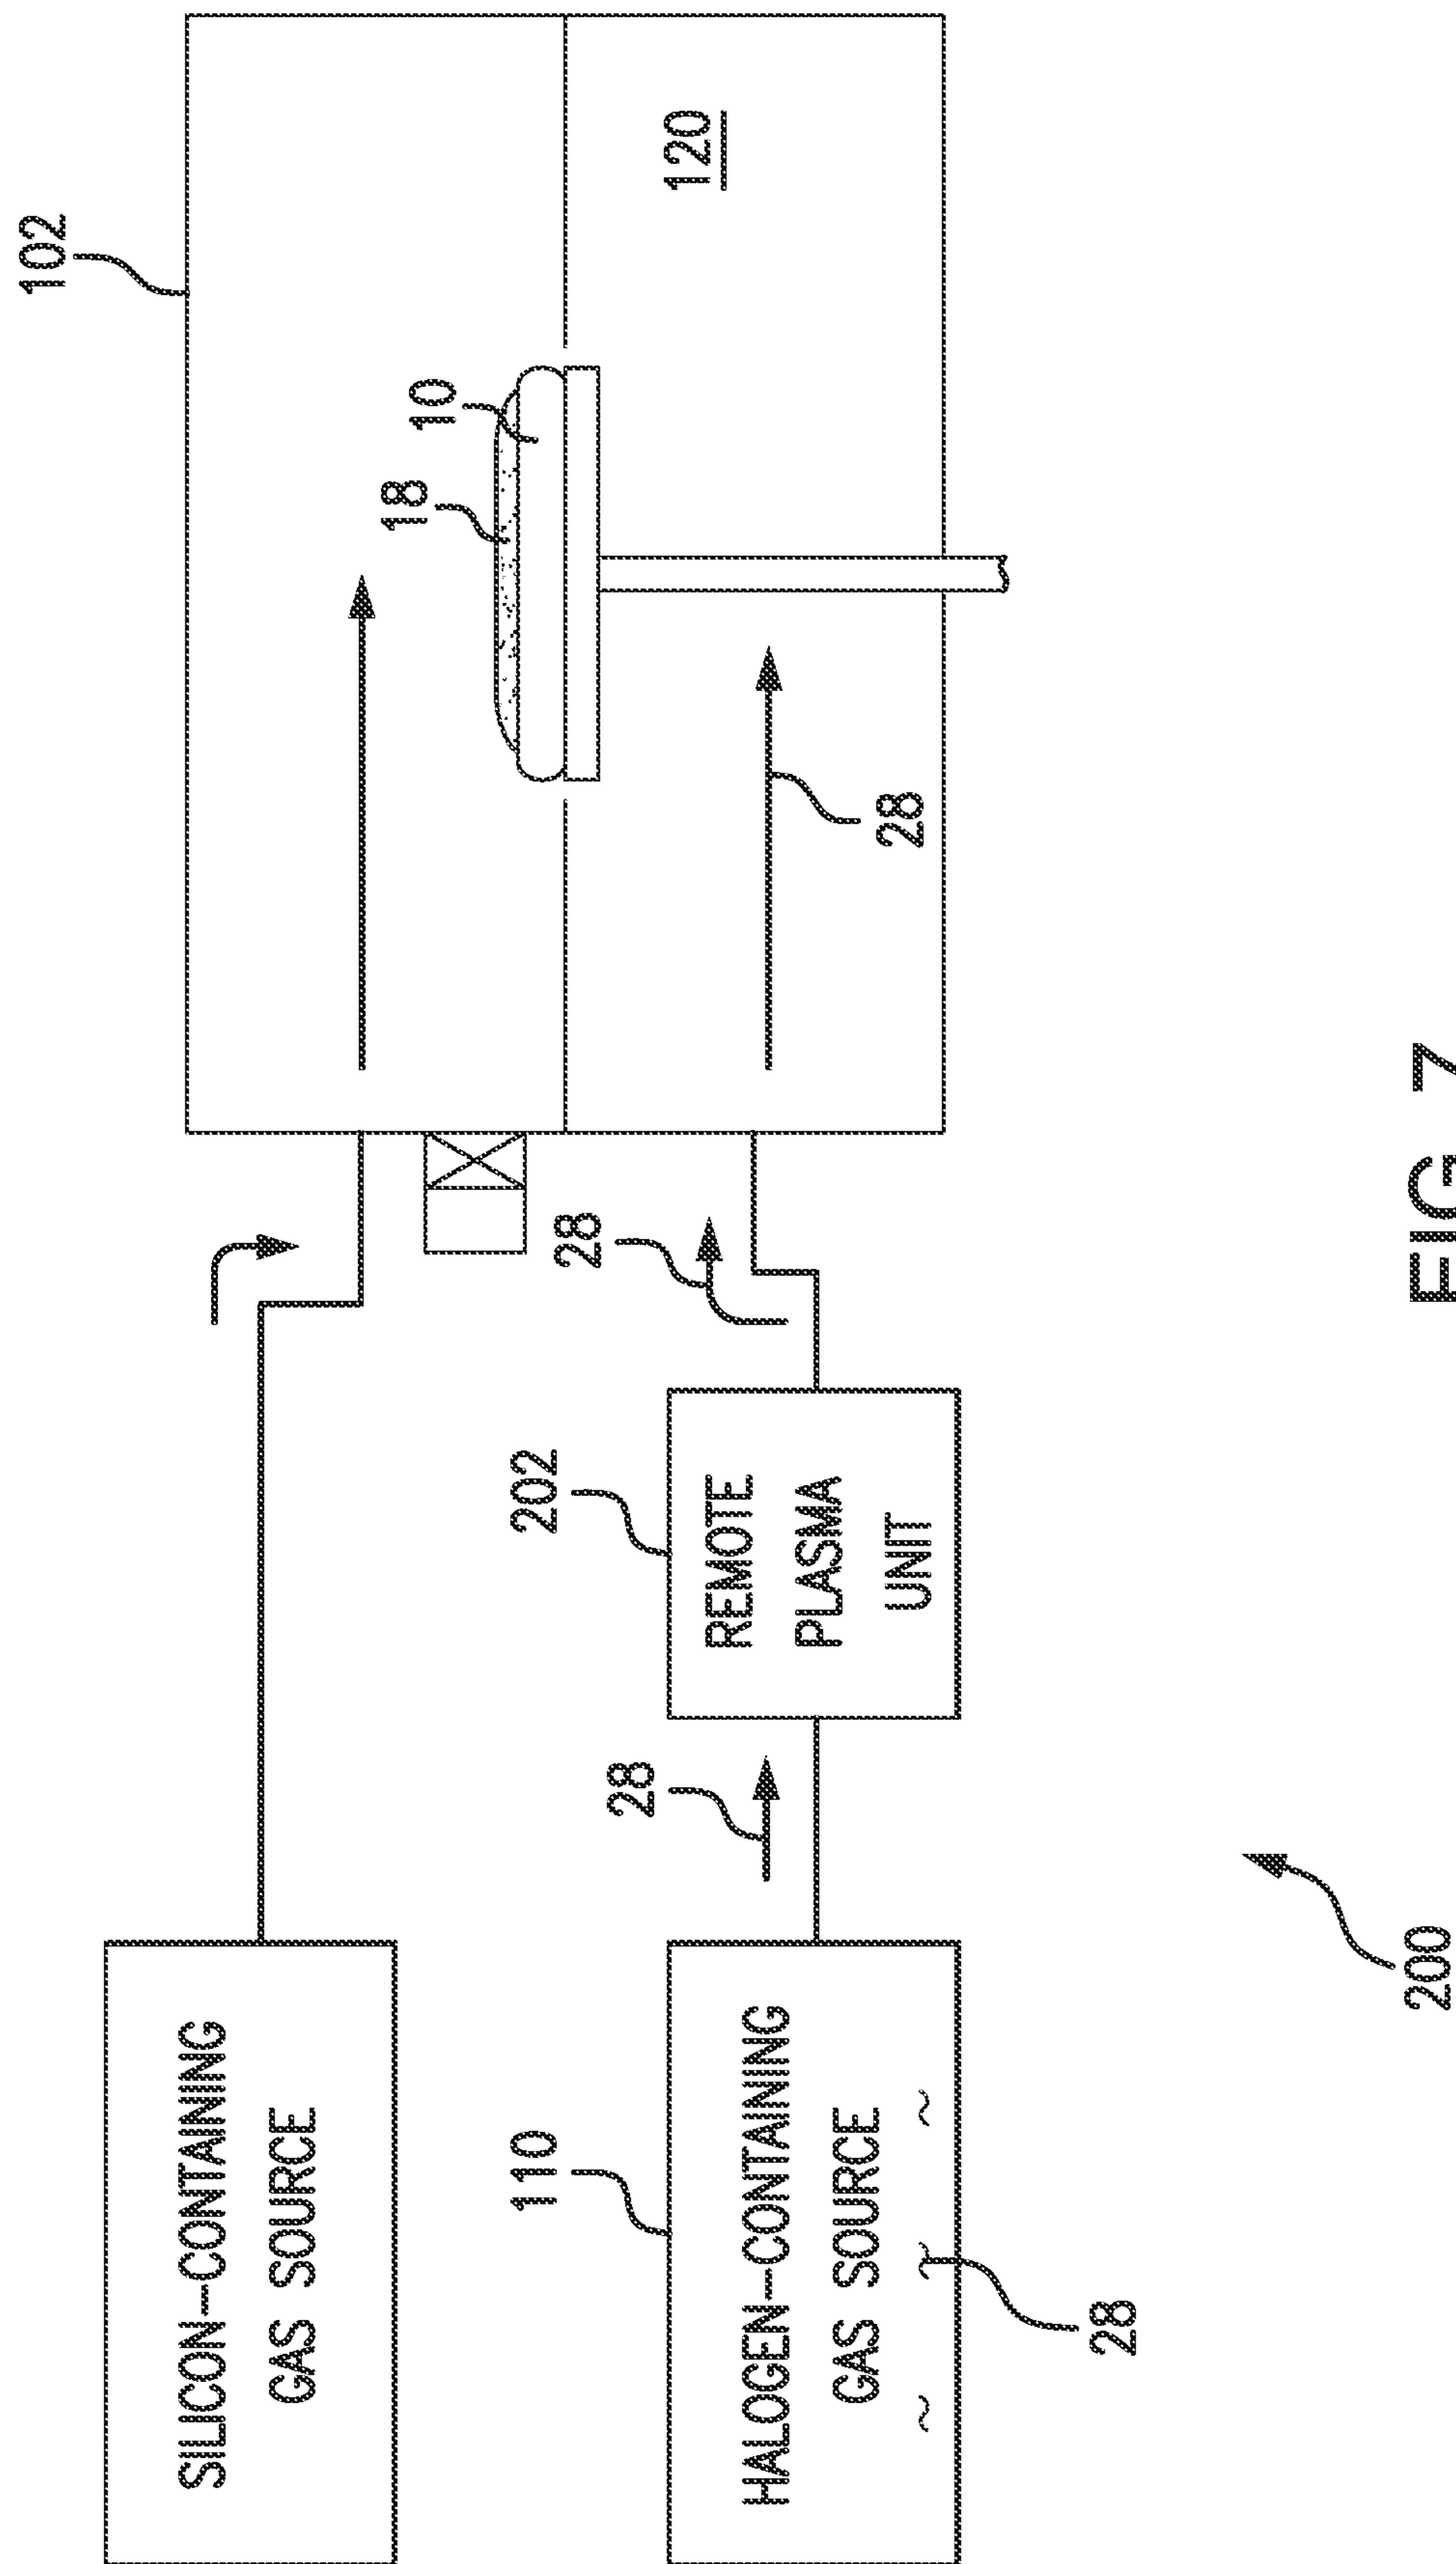 102
120
10
18
28
28
202
REMOTE
PLASMA
UNIT
28
SILICON-CONTAINING
GAS SOURCE
110
HALOGEN-CONTAINING
GAS SOURCE
28
200
FIG 7